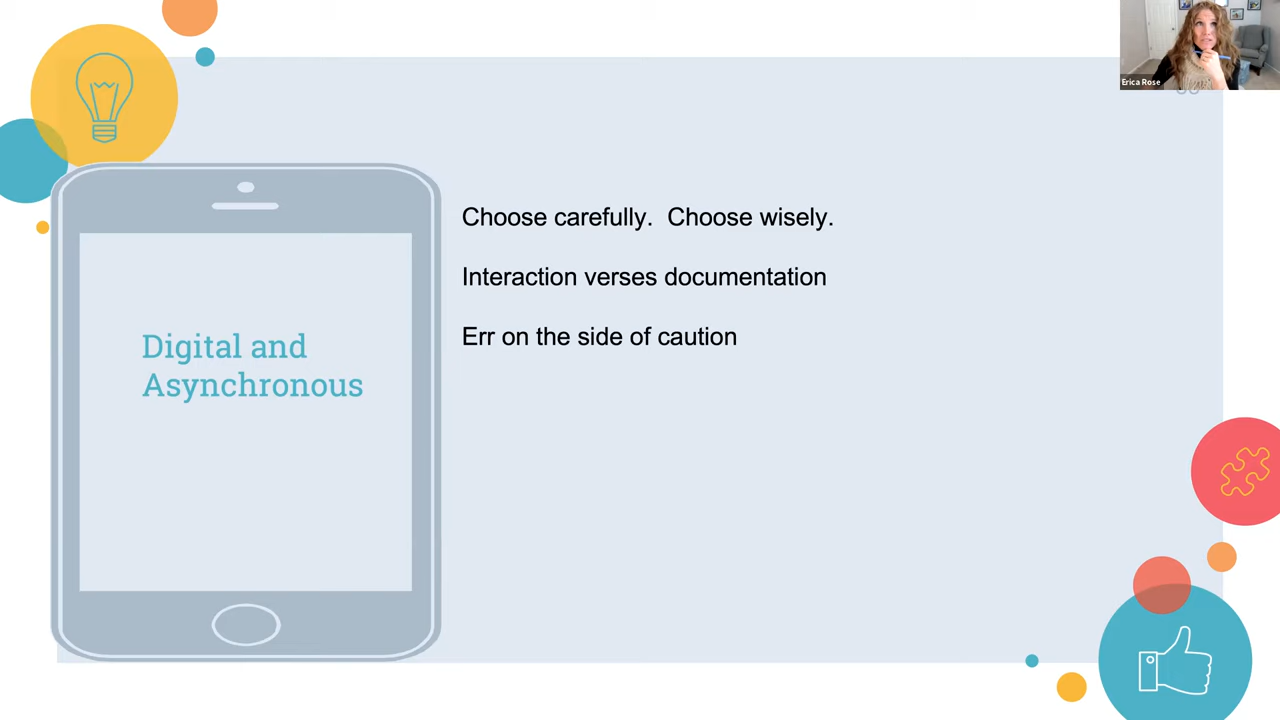 Erica Rose
Choose carefully.  Choose wisely.
Interaction verses documentation
Err on the side of caution
Digital and
Asynchronous